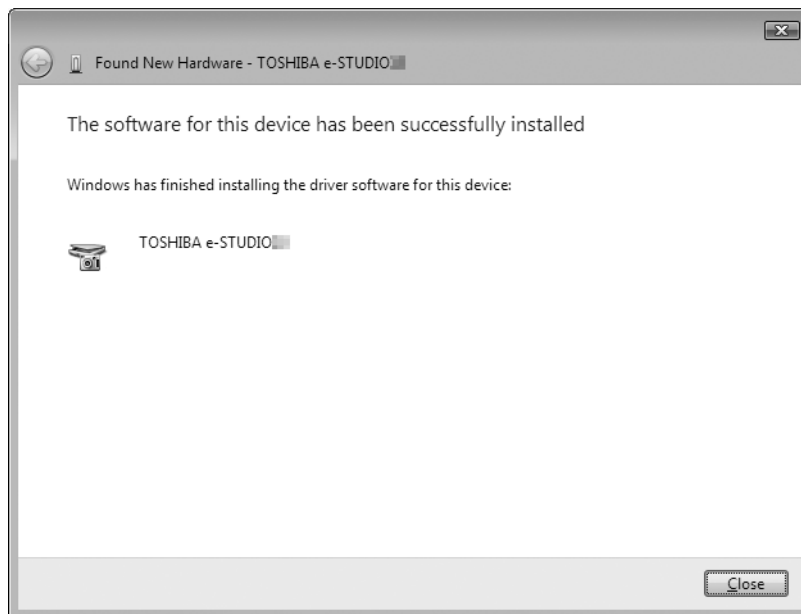 Found New Hardware - TOSHIBA e-STUDIO
The software for this device has been successfully installed
Windows has finished installing the driver software for this device:
TOSHIBA e-STUDIO
Close